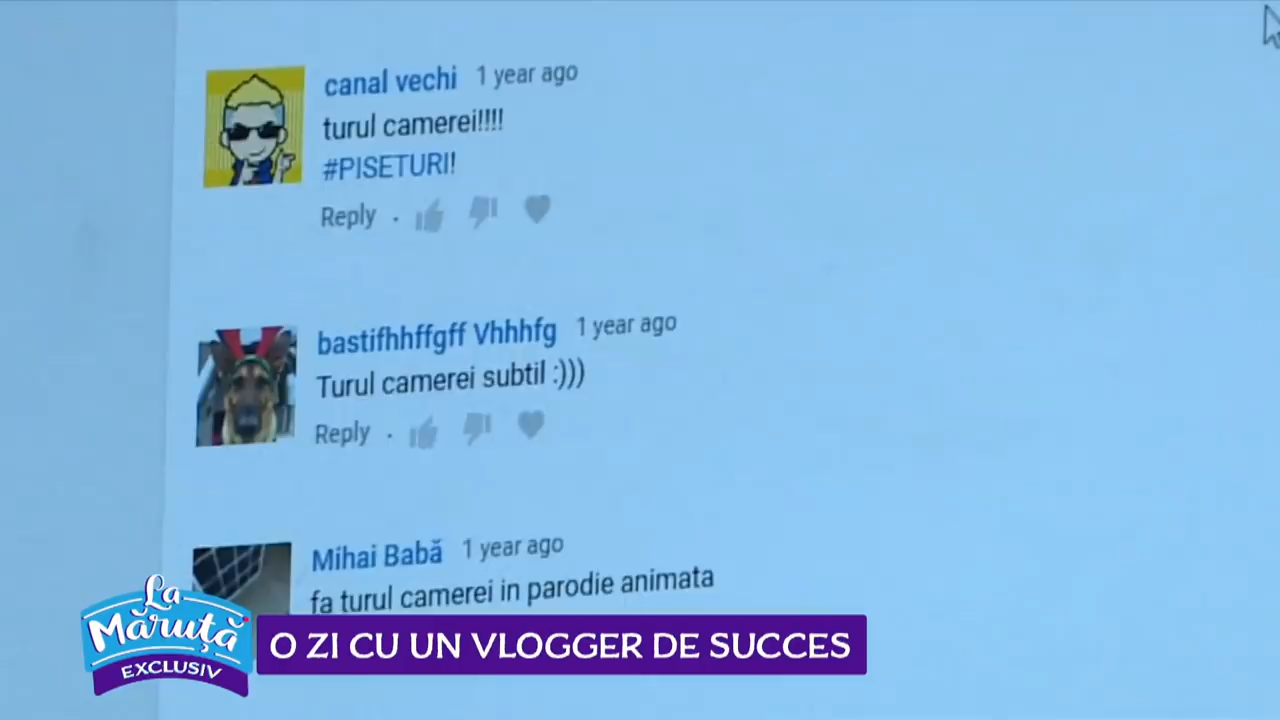 canal vechi 1 year ago
turul camerei!!!!
#PISETURI!
Reply
bastifhhffgff Vhhhfg 1 year ago
Turul camerei subtil :)))
Reply
Mihai Babă 1 year ago
fa turul camerei in parodie animata
La
Măruță
EXCLUSIV
O ZI CU UN VLOGGER DE SUCCES